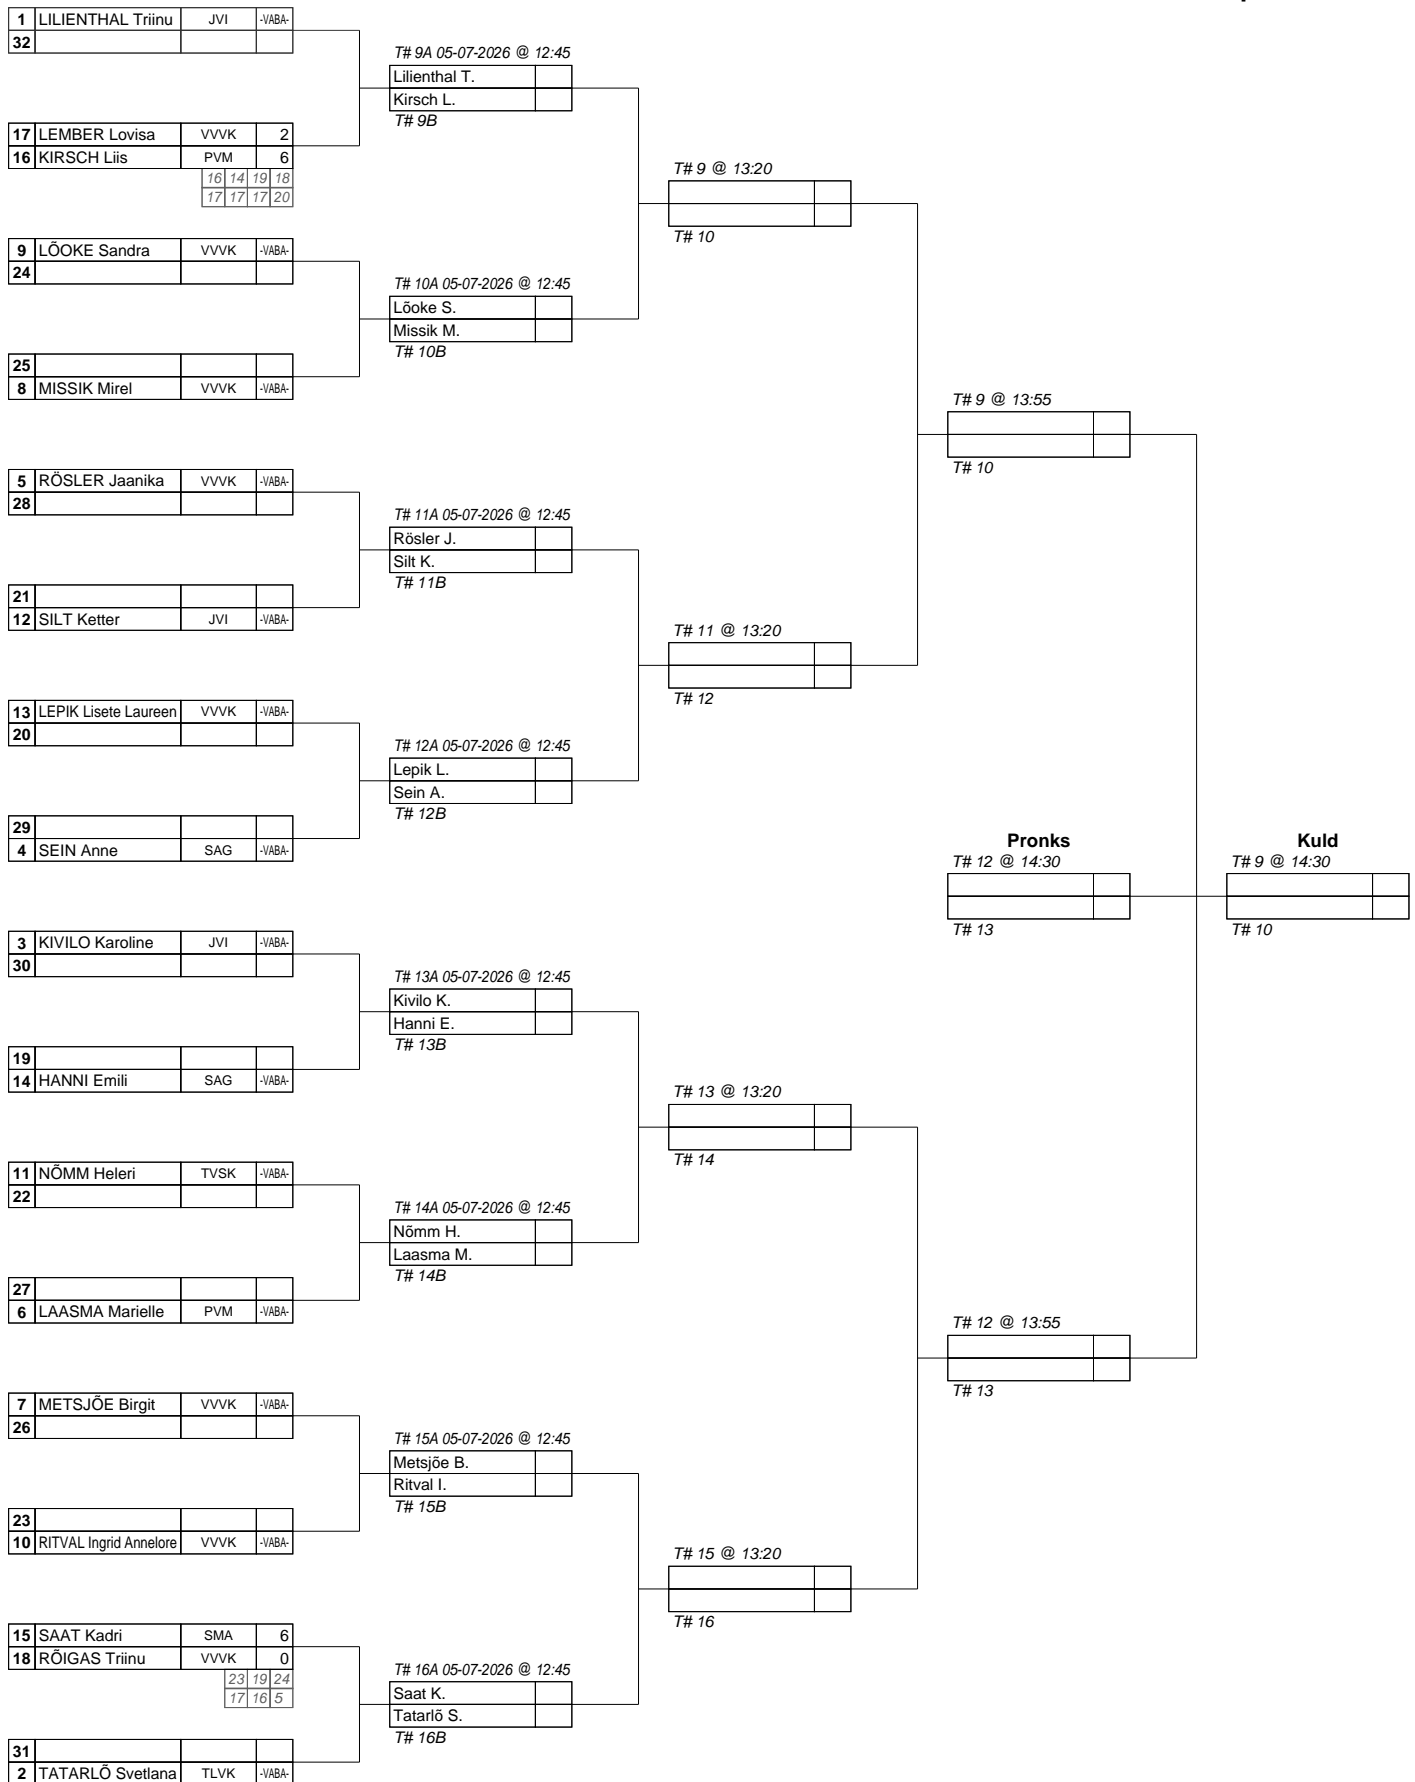 1 LILIENTHAL Triinu JVI -VABA-
32
T# 9A 05-07-2026 @ 12:45
Lilienthal T.
Kirsch L.
T# 9B
17 LEMBER Lovisa VVVK 2
16 KIRSCH Liis PVM 6
16 14 19 18
17 17 17 20
T# 9 @ 13:20
T# 10
9 LÕOKE Sandra VVVK -VABA-
24
T# 10A 05-07-2026 @ 12:45
Lõoke S.
Missik M.
T# 10B
25
8 MISSIK Mirel VVVK -VABA-
T# 9 @ 13:55
T# 10
5 RÖSLER Jaanika VVVK -VABA-
28
T# 11A 05-07-2026 @ 12:45
Rösler J.
Silt K.
T# 11B
21
12 SILT Ketter JVI -VABA-
T# 11 @ 13:20
T# 12
13 LEPIK Lisete Laureen VVVK -VABA-
20
T# 12A 05-07-2026 @ 12:45
Lepik L.
Sein A.
T# 12B
29
4 SEIN Anne SAG -VABA-
Pronks
T# 12 @ 14:30
T# 13
Kuld
T# 9 @ 14:30
T# 10
3 KIVILO Karoline JVI -VABA-
30
T# 13A 05-07-2026 @ 12:45
Kivilo K.
Hanni E.
T# 13B
19
14 HANNI Emili SAG -VABA-
T# 13 @ 13:20
T# 14
11 NÕMM Heleri TVSK -VABA-
22
T# 14A 05-07-2026 @ 12:45
Nõmm H.
Laasma M.
T# 14B
27
6 LAASMA Marielle PVM -VABA-
T# 12 @ 13:55
T# 13
7 METSJÕE Birgit VVVK -VABA-
26
T# 15A 05-07-2026 @ 12:45
Metsjõe B.
Ritval I.
T# 15B
23
10 RITVAL Ingrid Annelore VVVK -VABA-
T# 15 @ 13:20
T# 16
15 SAAT Kadri SMA 6
18 RÕIGAS Triinu VVVK 0
23 19 24
17 16 5
T# 16A 05-07-2026 @ 12:45
Saat K.
Tatarlõ S.
T# 16B
31
2 TATARLÕ Svetlana TLVK -VABA-